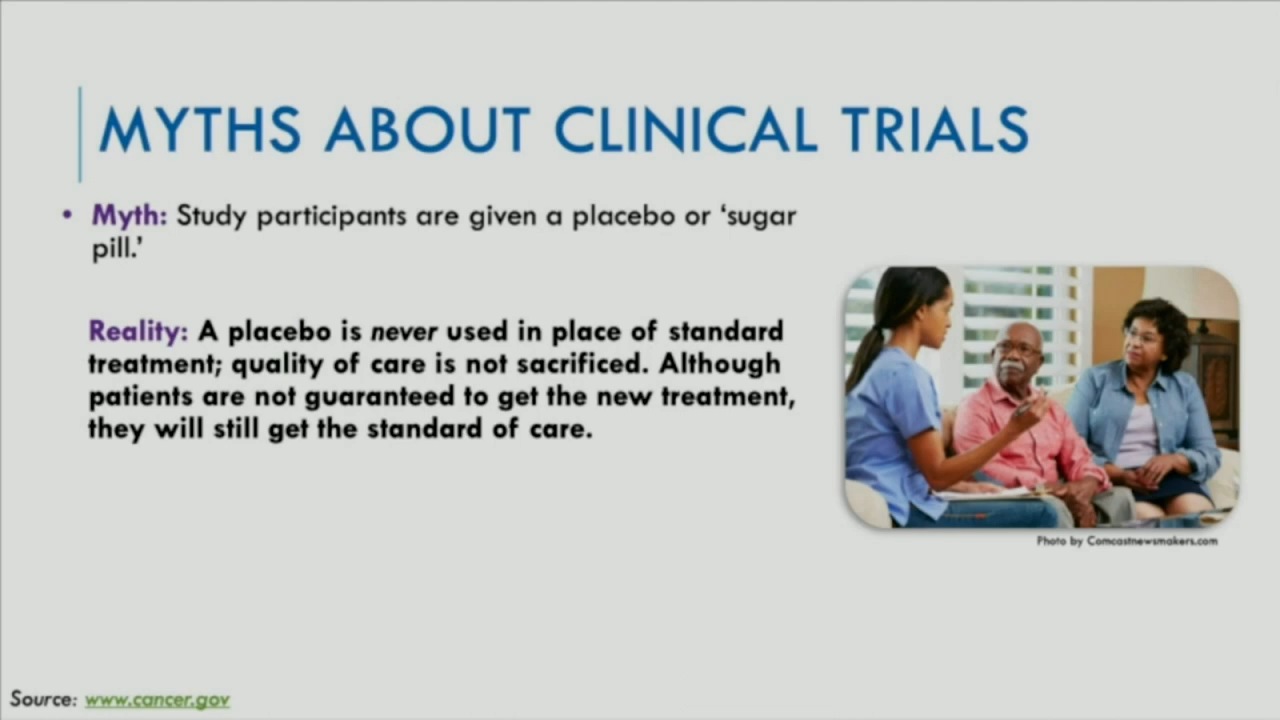 MYTHS ABOUT CLINICAL TRIALS
• Myth: Study participants are given a placebo or ‘sugar
pill.’
Reality: A placebo is never used in place of standard
treatment; quality of care is not sacrificed. Although
patients are not guaranteed to get the new treatment,
they will still get the standard of care.
Photo by Comcastnewsmakers.com
Source: www.cancer.gov